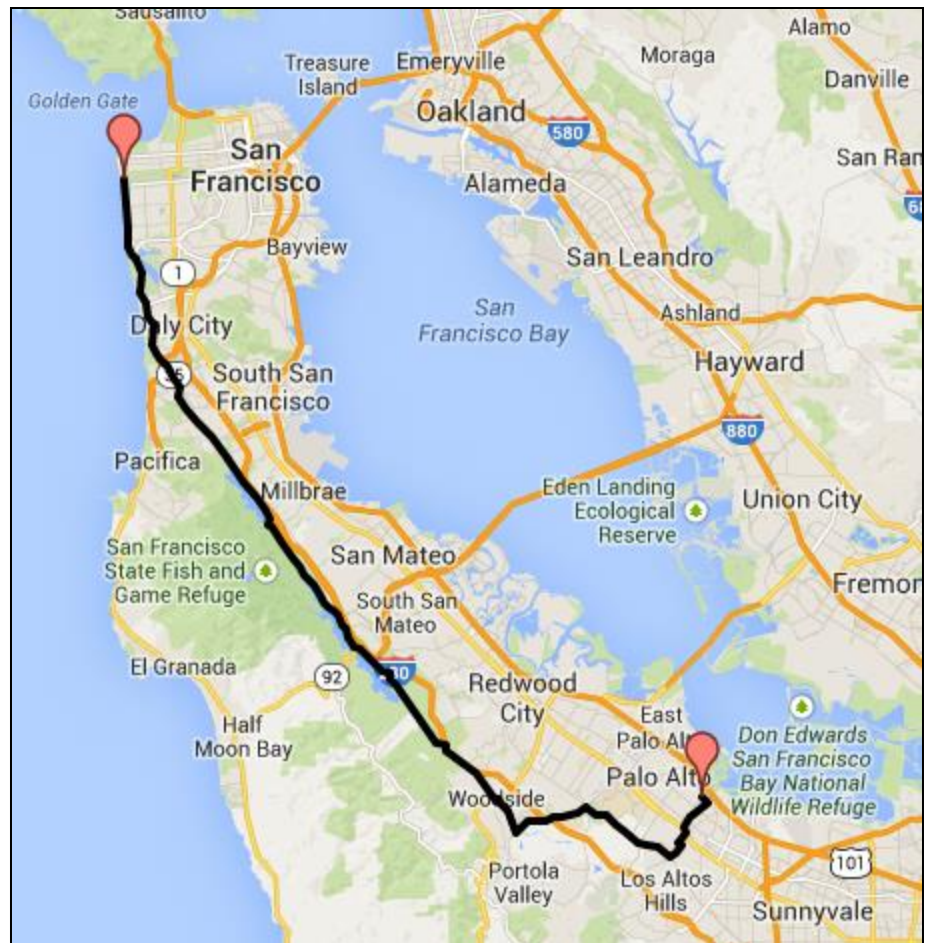 Sausalito
Alamo
Moraga
Treasure
Island
Emeryville
Danville
Golden Gate
Oakland
580
San
Francisco
San Ran
Alameda
68
Bayview
San Leandro
1
San
Francisco Bay
Ashland
Daly City
Hayward
35
South San
Francisco
880
Pacifica
Millbrae
Eden Landing
Ecological
Reserve
Union City
San Francisco
State Fish and
Game Refuge
San Mateo
Fremon
South San
Mateo
El Granada
92
Redwood
City
East
Palo Alto
Half
Moon Bay
Don Edwards
San Francisco
Bay National
Wildlife Refuge
Palo Alto
Woodside
Portola
Valley
Los Altos
Hills
101
Sunnyvale